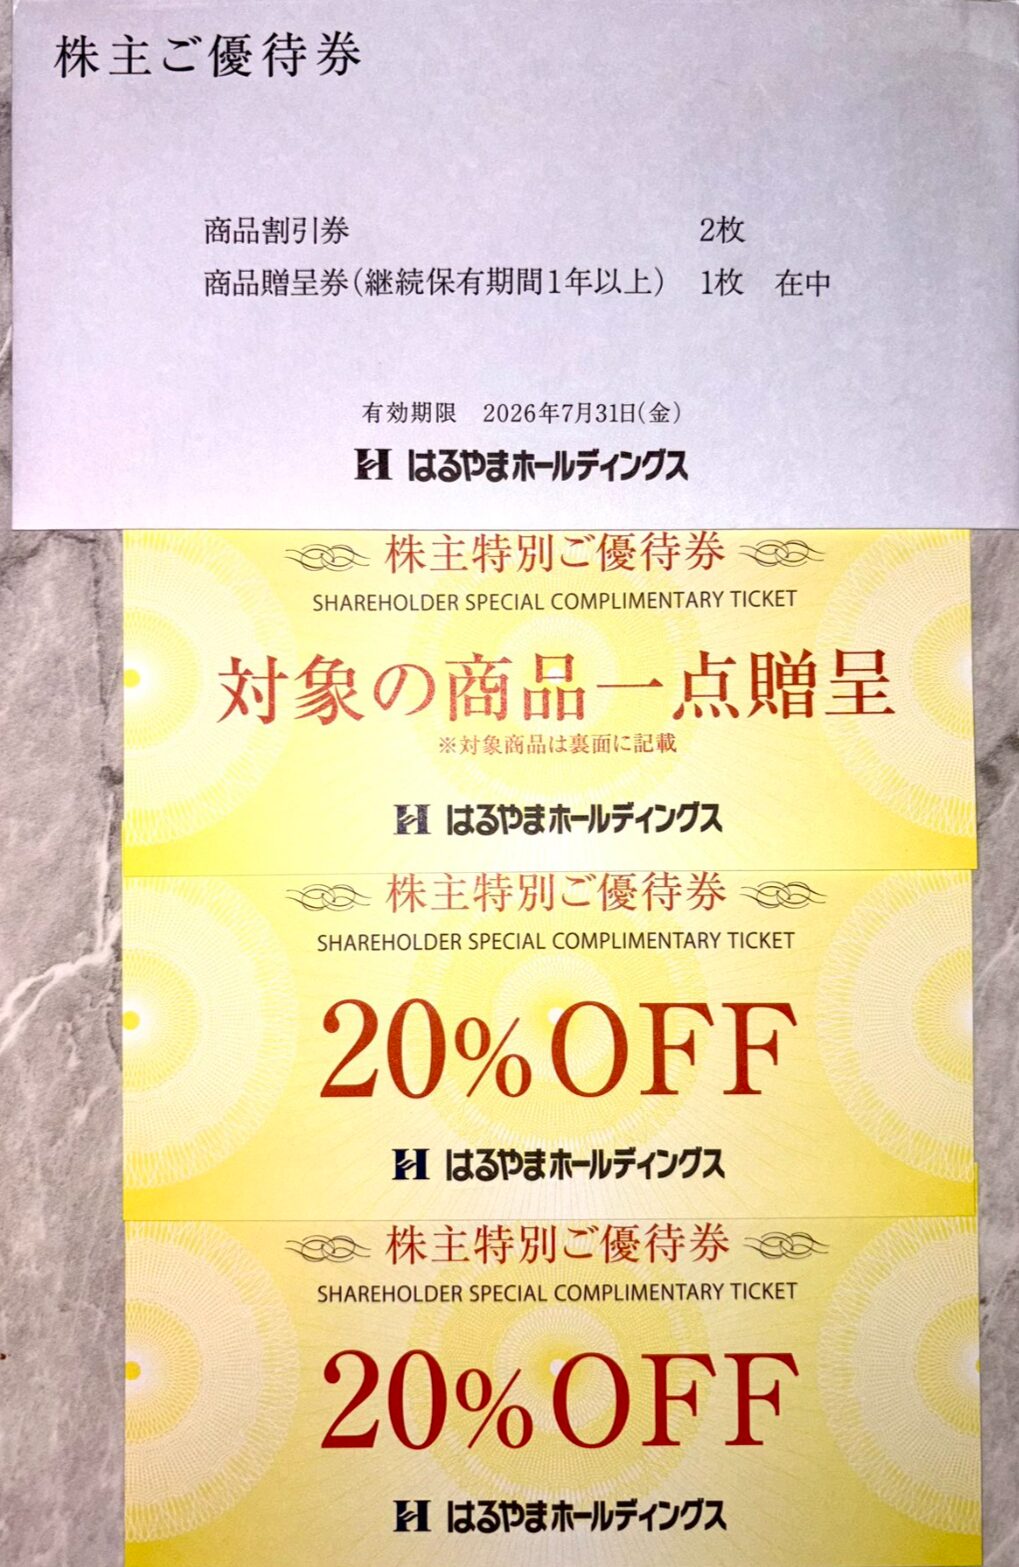 株主ご優待券
商品割引券 2枚
商品贈呈券(継続保有期間1年以上) 1枚 在中
有効期限 2026年7月31日(金)
はるやまホールディングス
株主特別ご優待券
SHAREHOLDER SPECIAL COMPLIMENTARY TICKET
対象の商品一点贈呈
※対象商品は裏面に記載
はるやまホールディングス
株主特別ご優待券
SHAREHOLDER SPECIAL COMPLIMENTARY TICKET
20%OFF
はるやまホールディングス
株主特別ご優待券
SHAREHOLDER SPECIAL COMPLIMENTARY TICKET
20%OFF
はるやまホールディングス